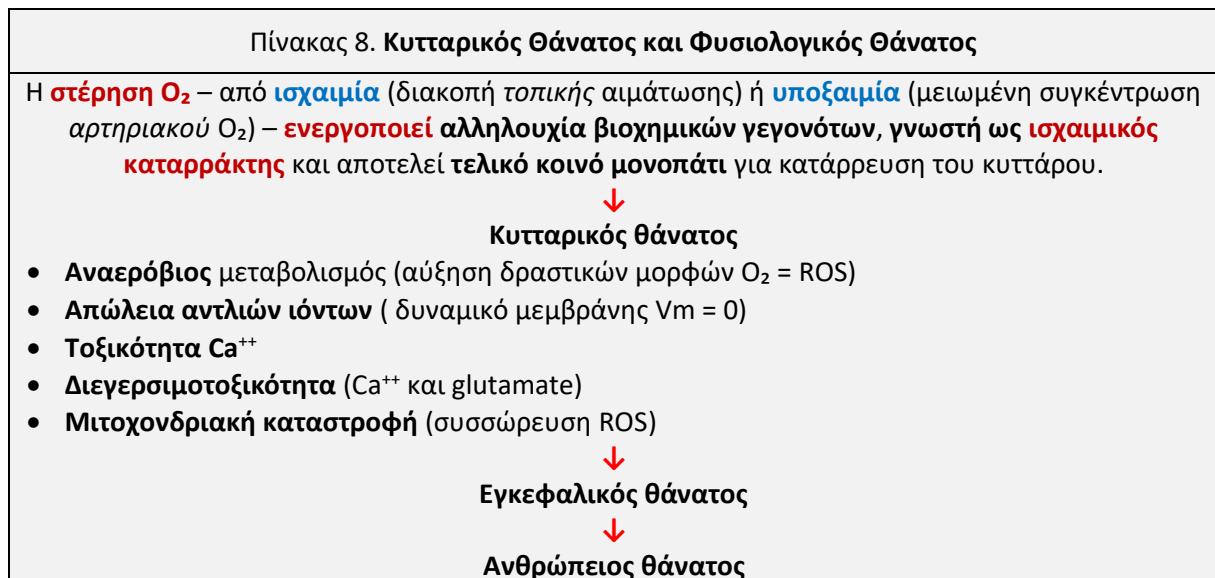 Πίνακας 8. Κυτταρικός Θάνατος και Φυσιολογικός Θάνατος
Η στέρηση O₂ – από ισχαιμία (διακοπή τοπικής αιμάτωσης) ή υποξαιμία (μειωμένη συγκέντρωση
αρτηριακού O₂) – ενεργοποιεί αλληλουχία βιοχημικών γεγονότων, γνωστή ως ισχαιμικός
καταρράκτης και αποτελεί τελικό κοινό μονοπάτι για κατάρρευση του κυττάρου.
↓
Κυτταρικός θάνατος
• Αναερόβιος μεταβολισμός (αύξηση δραστικών μορφών O₂ = ROS)
• Απώλεια αντλιών ιόντων ( δυναμικό μεμβράνης Vm = 0)
• Τοξικότητα Ca⁺⁺
• Διεγερσιμοτοξικότητα (Ca⁺⁺ και glutamate)
• Μιτοχονδριακή καταστροφή (συσσώρευση ROS)
↓
Εγκεφαλικός θάνατος
↓
Ανθρώπειος θάνατος